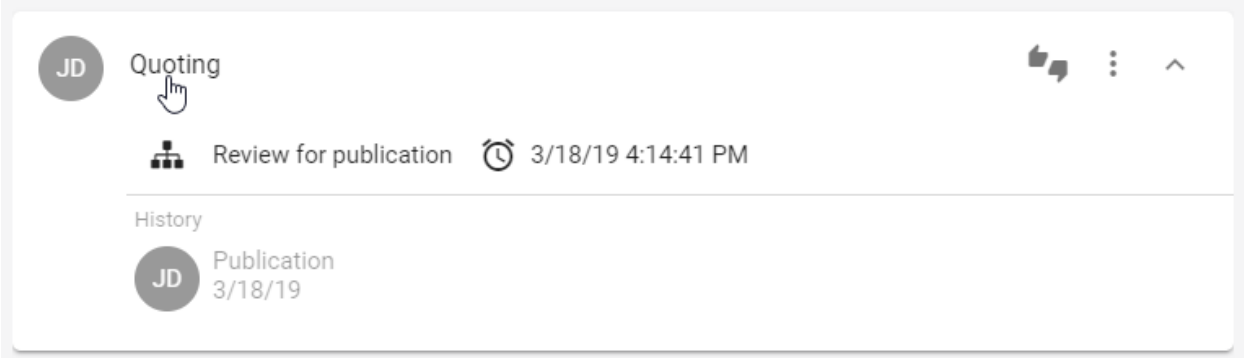 JD Quoting
Review for publication 3/18/19 4:14:41 PM
History
JD Publication
3/18/19